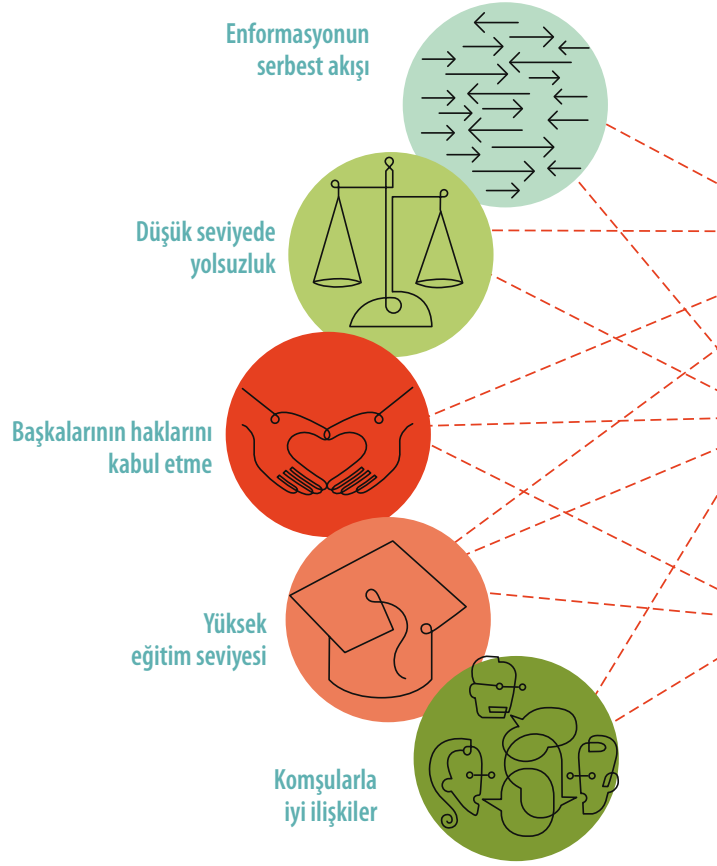 Enformasyonun
serbest akışı
Düşük seviyede
yolsuzluk
Başkalarının haklarını
kabul etme
Yüksek
eğitim seviyesi
Komşularla
iyi ilişkiler